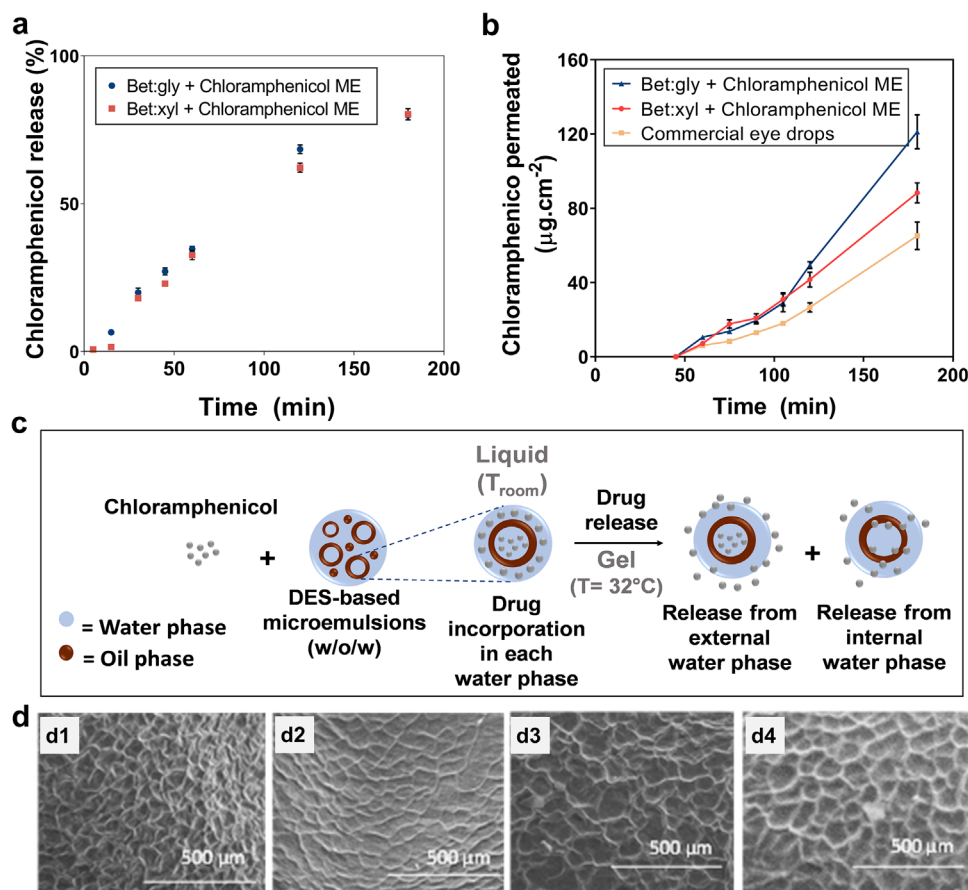 a
Chloramphenicol release (%)
100
50
0
Bet:gly + Chloramphenicol ME
Bet:xyl + Chloramphenicol ME
0 50 100 150 200
Time (min)
b
Chloramphenico permeated
(μg.cm-2)
160
120
80
40
0
Bet:gly + Chloramphenicol ME
Bet:xyl + Chloramphenicol ME
Commercial eye drops
0 50 100 150 200
Time (min)
c
Chloramphenicol
+
DES-based
microemulsions
(w/o/w)
Liquid
(Troom)
Drug
incorporation
in each
water phase
Drug
release
Gel
(T= 32°C)
Release from
external
water phase
+
Release from
internal
water phase
= Water phase
= Oil phase
d
d1
500 μm
d2
500 μm
d3
500 μm
d4
500 μm